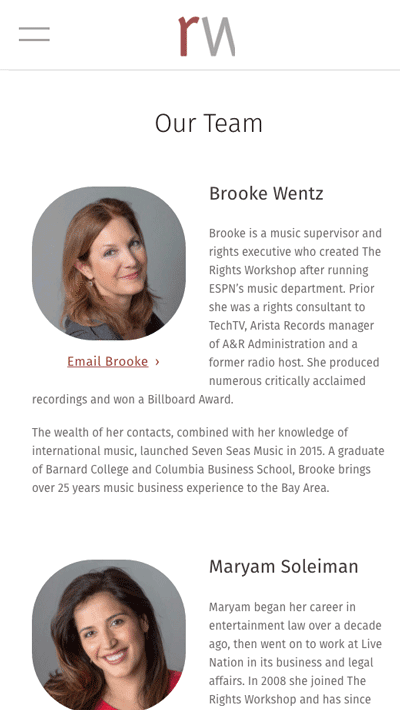 rw
Our Team
Brooke Wentz
Brooke is a music supervisor and
rights executive who created The
Rights Workshop after running
ESPN’s music department. Prior
she was a rights consultant to
TechTV, Arista Records manager
of A&R Administration and a
former radio host. She produced
numerous critically acclaimed
recordings and won a Billboard Award.
Email Brooke ›
The wealth of her contacts, combined with her knowledge of
international music, launched Seven Seas Music in 2015. A graduate
of Barnard College and Columbia Business School, Brooke brings
over 25 years music business experience to the Bay Area.
Maryam Soleiman
Maryam began her career in
entertainment law over a decade
ago, then went on to work at Live
Nation in its business and legal
affairs. In 2008 she joined The
Rights Workshop and has since